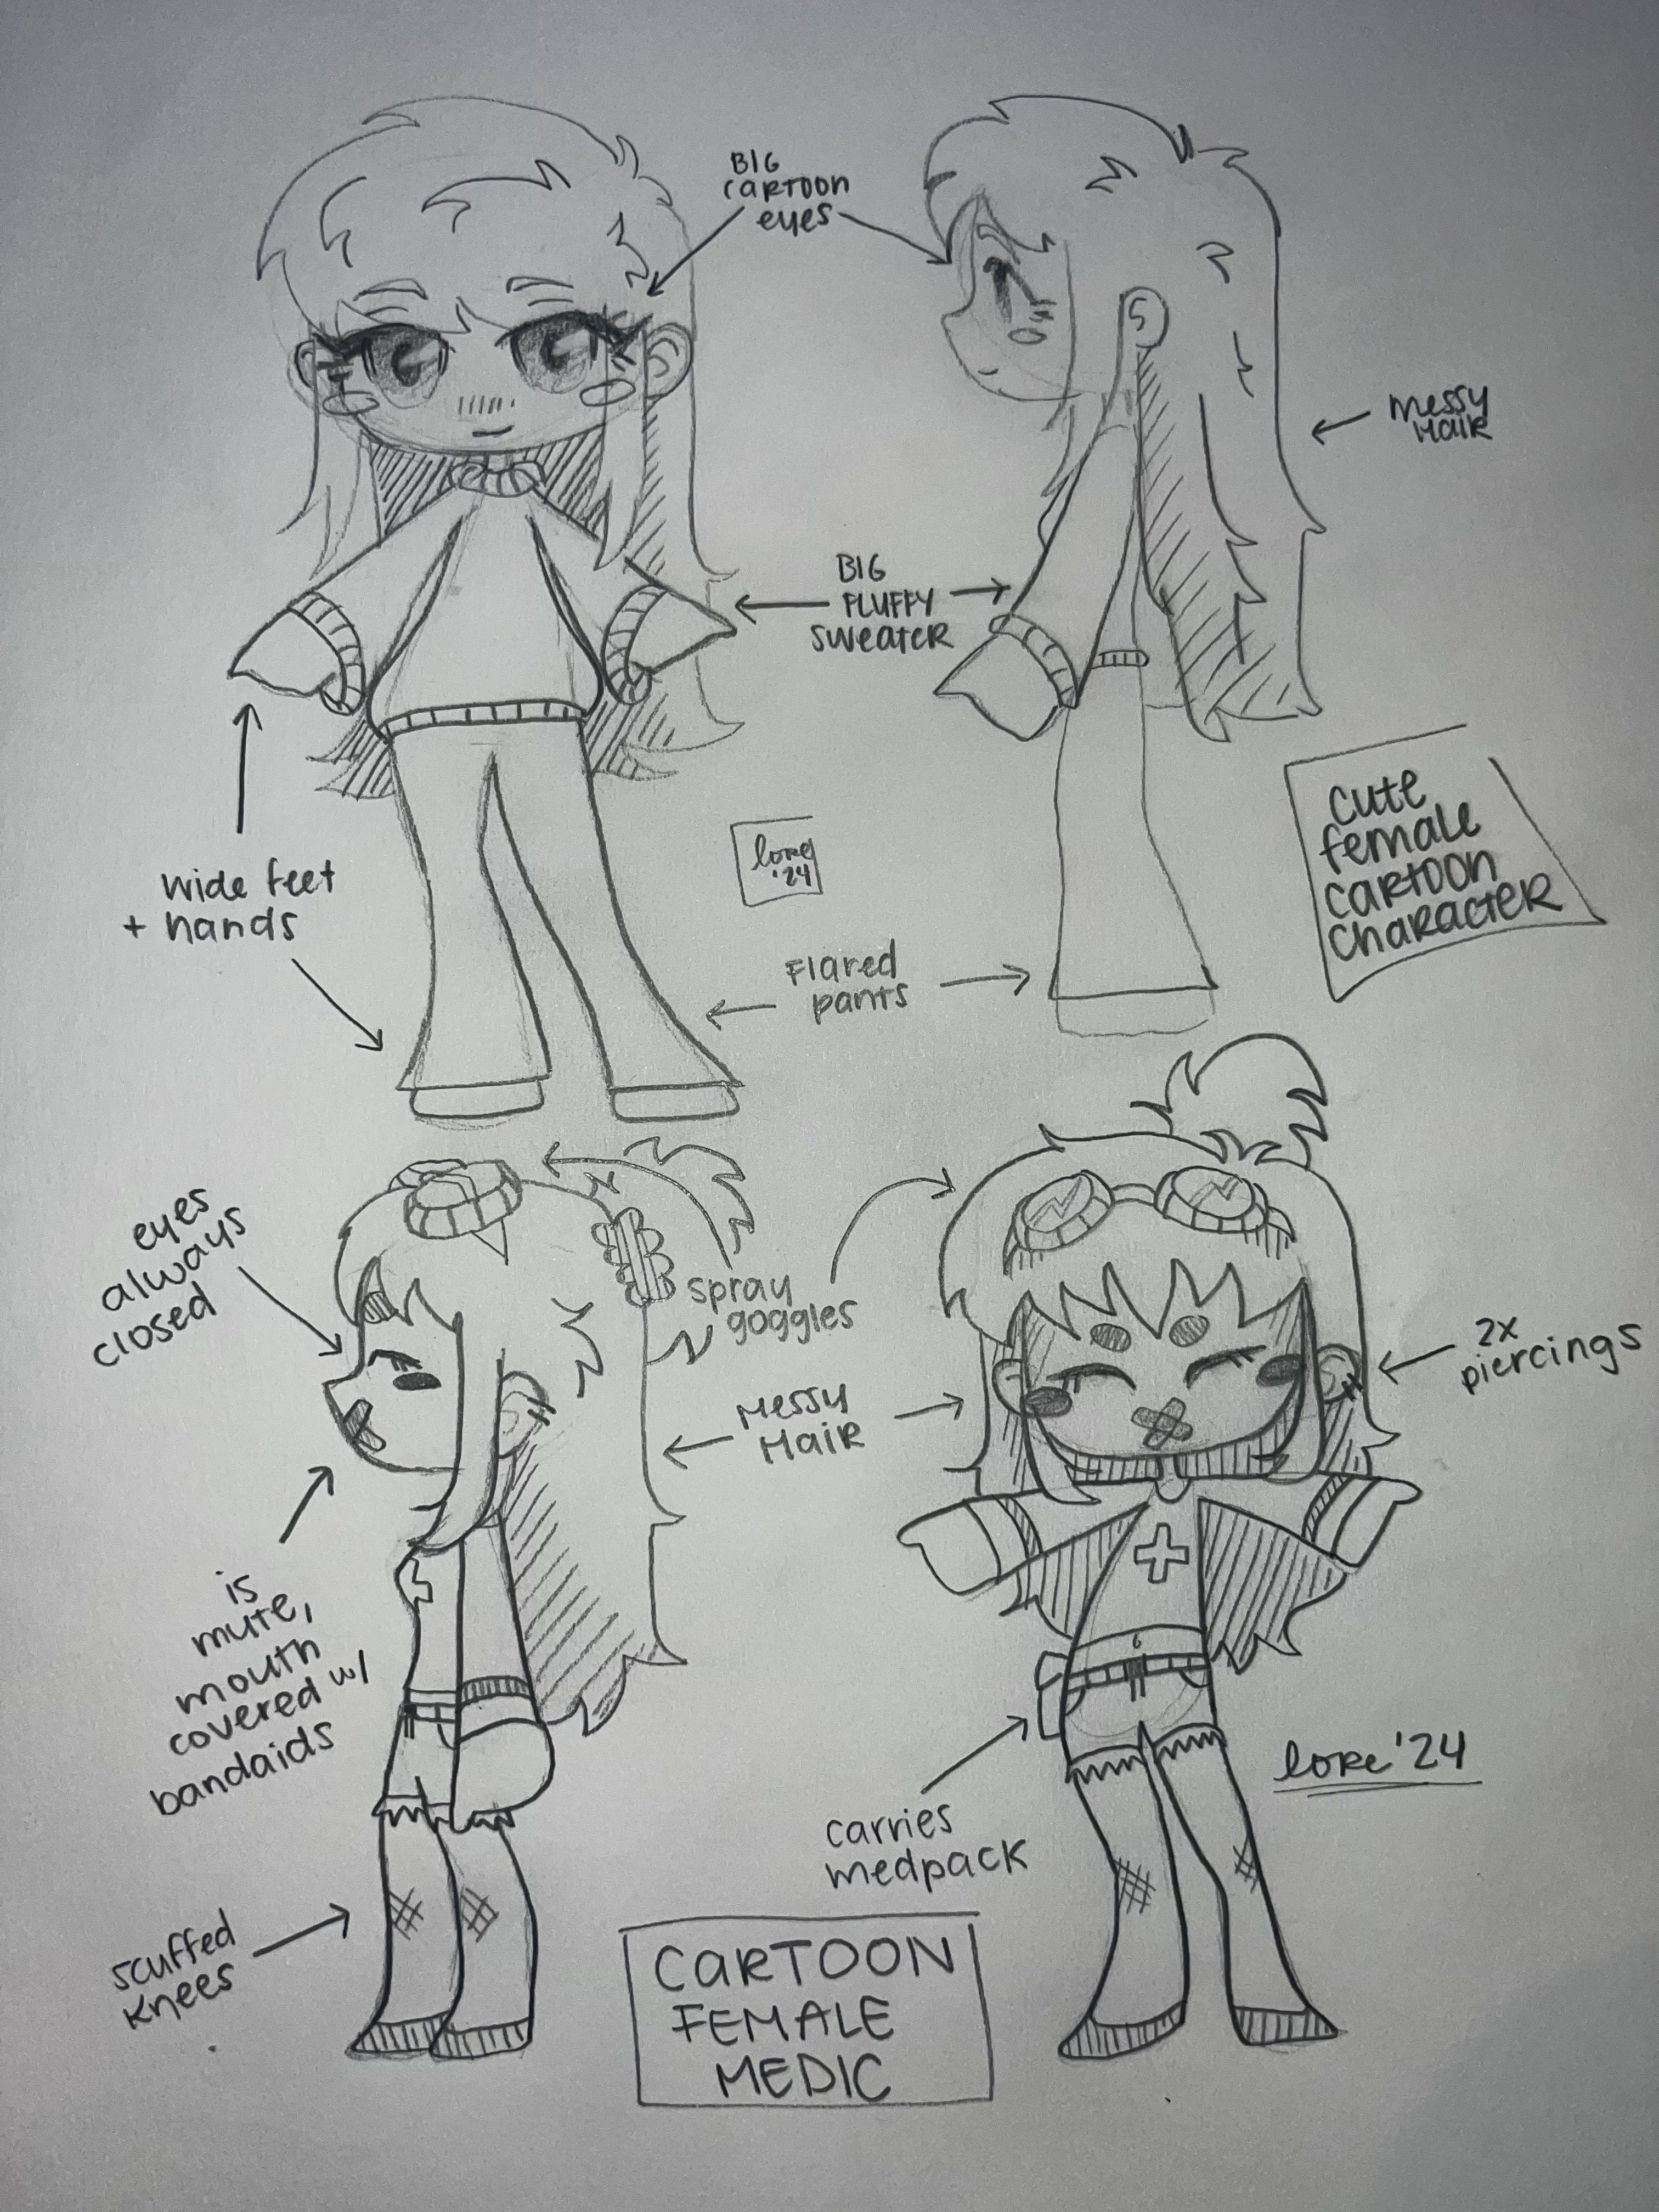 BIG
cartoon
eyes
Messy
Hair
BIG
FLUFFY
sweater
wide feet
+ hands
lore
'24
cute
female
cartoon
character
Flared
pants
eyes
always
closed
spray
goggles
2x
piercings
Messy
Hair
is
mute,
mouth
covered w/
bandaids
lore '24
carries
medpack
scuffed
knees
CARTOON
FEMALE
MEDIC